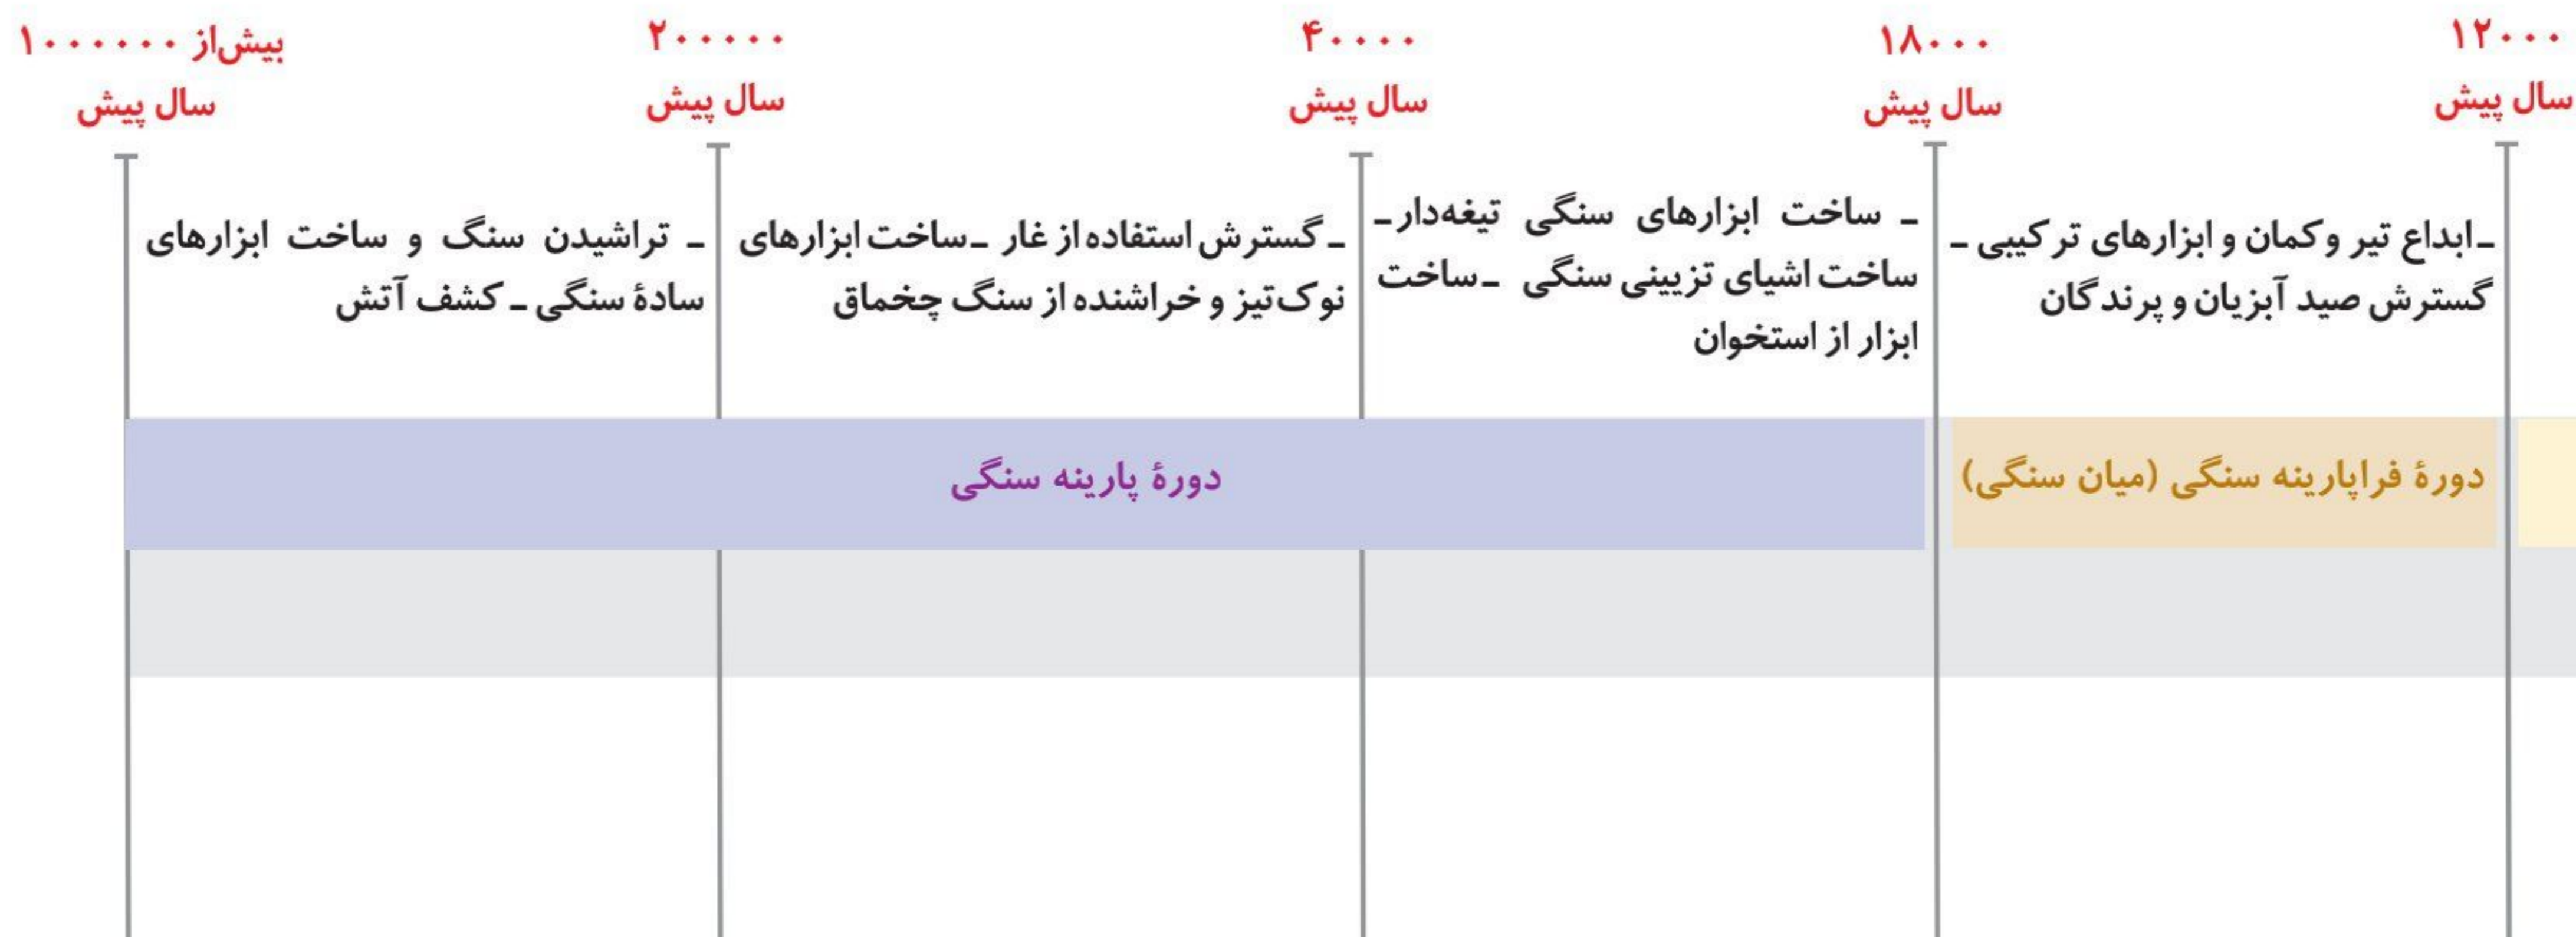 بیش‌از ۱۰۰۰۰۰۰
سال پیش
۲۰۰۰۰۰
سال پیش
۴۰۰۰۰
سال پیش
۱۸۰۰۰
سال پیش
۱۲۰۰۰
سال پیش
ـ تراشیدن سنگ و ساخت ابزارهای
سادهٔ سنگی ـ کشف آتش
ـ گسترش استفاده از غار ـ ساخت ابزارهای
نوک‌تیز و خراشنده از سنگ چخماق
ـ ساخت ابزارهای سنگی تیغه‌دار ـ
ساخت اشیای تزیینی سنگی ـ ساخت
ابزار از استخوان
ـ ابداع تیر و کمان و ابزارهای ترکیبی ـ
گسترش صید آبزیان و پرندگان
دورهٔ پارینه سنگی
دورهٔ فراپارینه سنگی (میان سنگی)